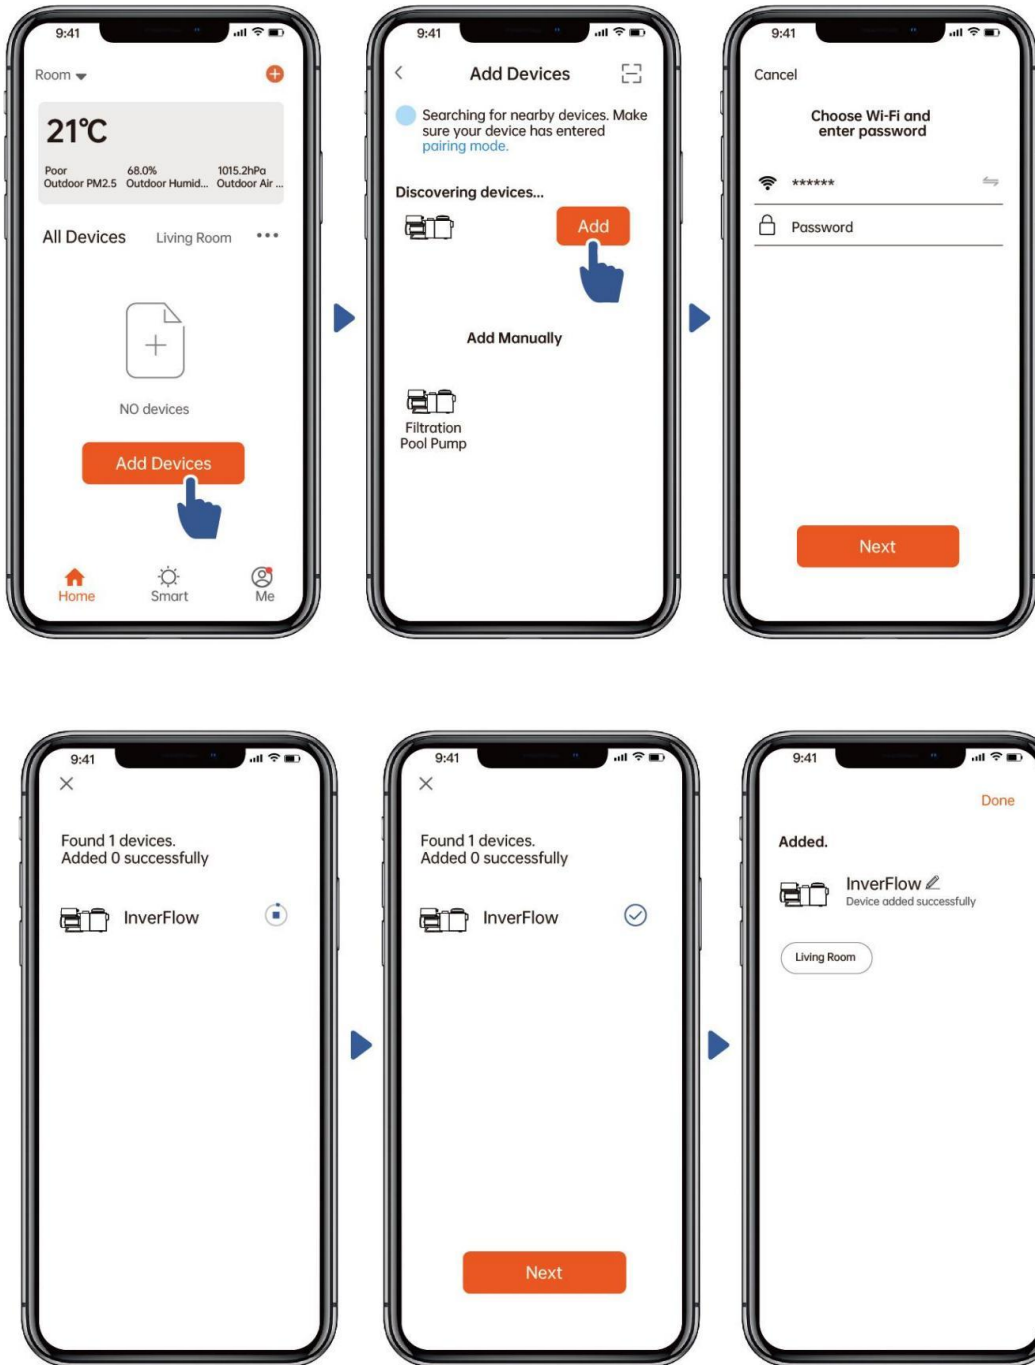 9:41
Room
21°C
Poor
Outdoor PM2.5
68.0%
Outdoor Humid...
1015.2hPa
Outdoor Air ...
All Devices
Living Room
NO devices
Add Devices
Home
Smart
Me
9:41
Add Devices
Searching for nearby devices. Make
sure your device has entered
pairing mode.
Discovering devices...
Add
Add Manually
Filtration
Pool Pump
9:41
Cancel
Choose Wi-Fi and
enter password
******
Password
Next
9:41
Found 1 devices.
Added 0 successfully
InverFlow
9:41
Found 1 devices.
Added 0 successfully
InverFlow
Next
9:41
Done
Added.
InverFlow
Device added successfully
Living Room